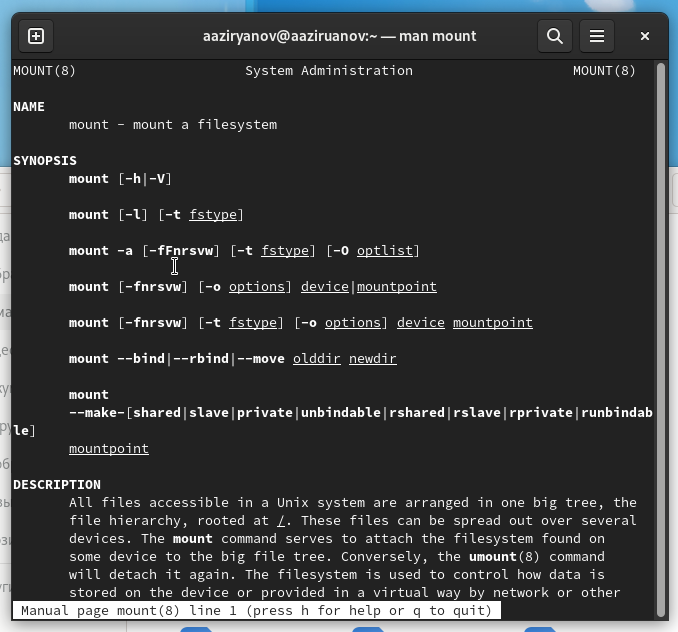 aaziryanov@aaziruanov:~ — man mount
MOUNT(8) System Administration MOUNT(8)
NAME
mount - mount a filesystem
SYNOPSIS
mount [-h|-V]
mount [-l] [-t fstype]
mount -a [-fFnrsvw] [-t fstype] [-O optlist]
mount [-fnrsvw] [-o options] device|mountpoint
mount [-fnrsvw] [-t fstype] [-o options] device mountpoint
mount --bind|--rbind|--move olddir newdir
mount
--make-[shared|slave|private|unbindable|rshared|rslave|rprivate|runbindab
le]
mountpoint
DESCRIPTION
All files accessible in a Unix system are arranged in one big tree, the
file hierarchy, rooted at /. These files can be spread out over several
devices. The mount command serves to attach the filesystem found on
some device to the big file tree. Conversely, the umount(8) command
will detach it again. The filesystem is used to control how data is
stored on the device or provided in a virtual way by network or other
Manual page mount(8) line 1 (press h for help or q to quit)